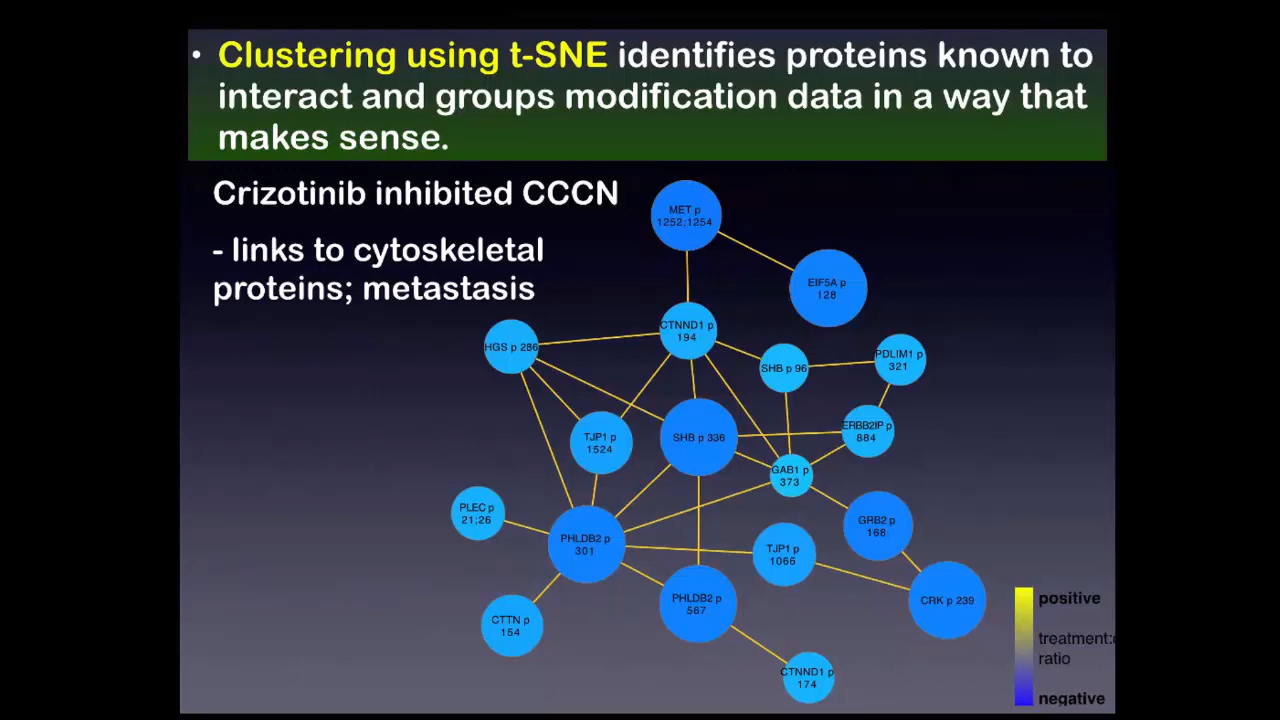 • Clustering using t-SNE identifies proteins known to
interact and groups modification data in a way that
makes sense.
Crizotinib inhibited CCCN
- links to cytoskeletal
proteins; metastasis
MET p
1252;1254
EIF5A p
128
CTNND1 p
194
HGS p 286
SHB p 96
PDLIM1 p
321
TJP1 p
1524
SHB p 336
ERBB2IP p
884
GAB1 p
373
PLEC p
21;26
GRB2 p
168
PHLDB2 p
301
TJP1 p
1066
CRK p 239
PHLDB2 p
567
CTTN p
154
CTNND1 p
174
positive
treatment:
ratio
negative